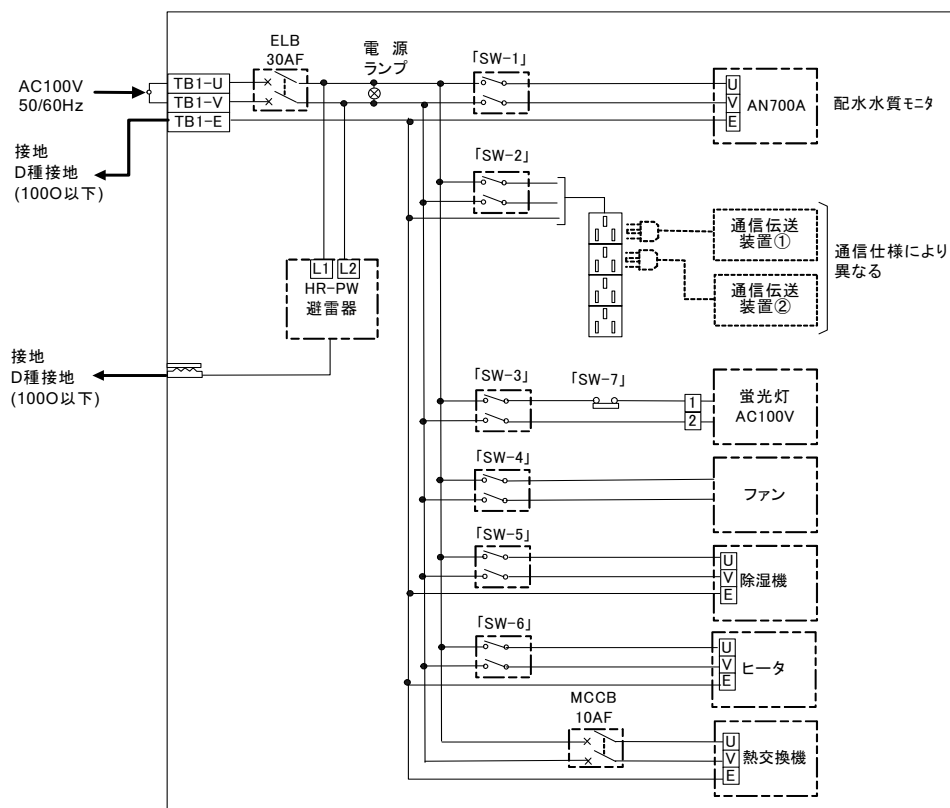 ELB
30AF
電 源
ランプ
「SW-1」
AC100V
50/60Hz
TB1-U
TB1-V
TB1-E
U
V
E
AN700A
配水水質モニタ
接地
D種接地
(100O以下)
「SW-2」
通信伝送
装置①
通信伝送
装置②
通信仕様により
異なる
L1 L2
HR-PW
避雷器
接地
D種接地
(100O以下)
「SW-3」
「SW-7」
1
2
蛍光灯
AC100V
「SW-4」
ファン
「SW-5」
U
V
E
除湿機
「SW-6」
U
V
E
ヒータ
MCCB
10AF
U
V
E
熱交換機